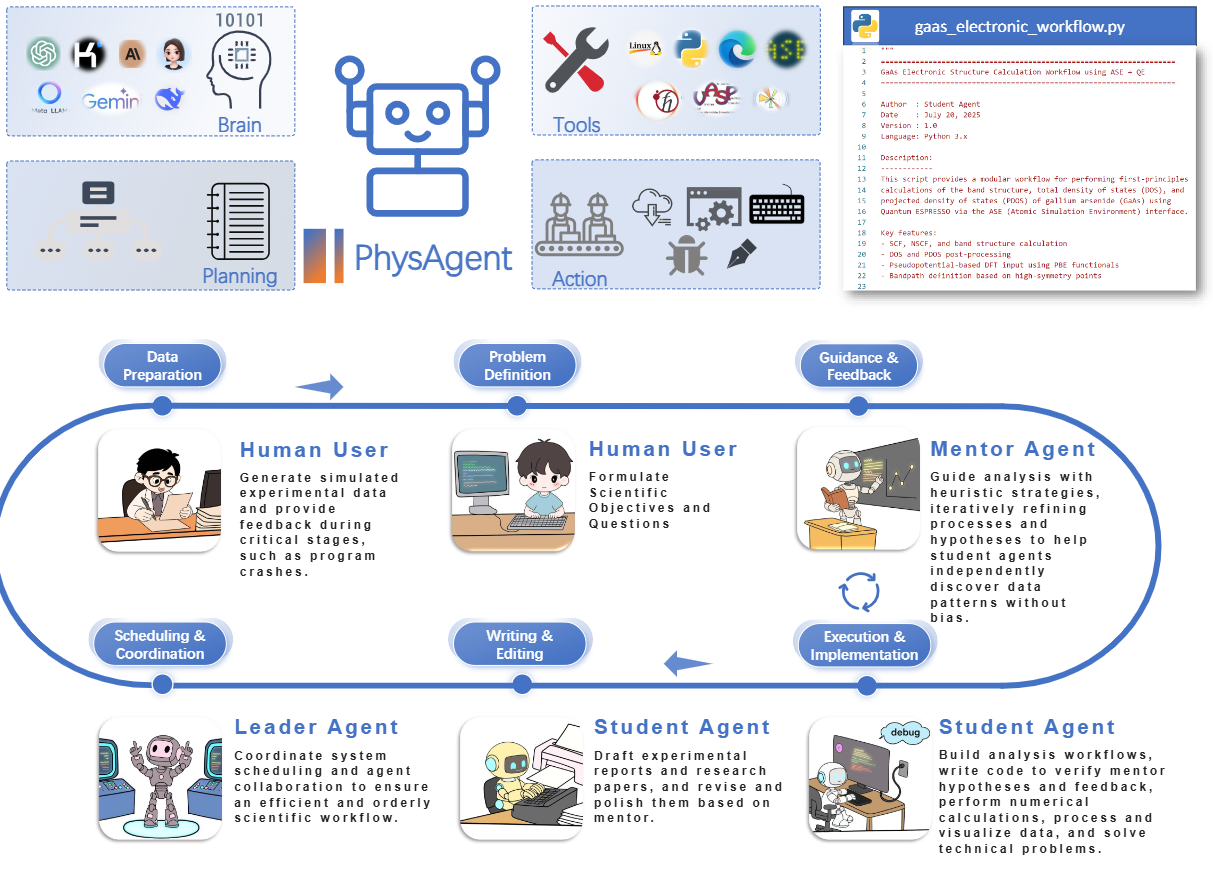 10101
AI
Meta LLAMA
Gemini
Brain
Linux
ASE
fh
VASP
Tools
Planning
PhysAgent
Action
gaas_electronic_workflow.py
1 """
2 ================================================================
3 GaAs Electronic Structure Calculation Workflow using ASE + QE
4 ================================================================
5
6 Author : Student Agent
7 Date : July 20, 2025
8 Version : 1.0
9 Language: Python 3.x
10
11 Description:
12 ------------
13 This script provides a modular workflow for performing first-principles
14 calculations of the band structure, total density of states (DOS), and
15 projected density of states (PDOS) of gallium arsenide (GaAs) using
16 Quantum ESPRESSO via the ASE (Atomic Simulation Environment) interface.
17
18 Key features:
19 - SCF, NSCF, and band structure calculation
20 - DOS and PDOS post-processing
21 - Pseudopotential-based DFT input using PBE functionals
22 - Bandpath definition based on high-symmetry points
23
Data
Preparation
Problem
Definition
Guidance &
Feedback
Human User
Generate simulated
experimental data
and provide
feedback during
critical stages,
such as program
crashes.
Human User
Formulate
Scientific
Objectives and
Questions
Mentor Agent
Guide analysis with
heuristic strategies,
iteratively refining
processes and
hypotheses to help
student agents
independently
discover data
patterns without
bias.
Scheduling &
Coordination
Writing &
Editing
Execution &
Implementation
Leader Agent
Coordinate system
scheduling and agent
collaboration to ensure
an efficient and orderly
scientific workflow.
Student Agent
Draft experimental
reports and research
papers, and revise and
polish them based on
mentor.
debug
Student Agent
Build analysis workflows,
write code to verify mentor
hypotheses and feedback,
perform numerical
calculations, process and
visualize data, and solve
technical problems.